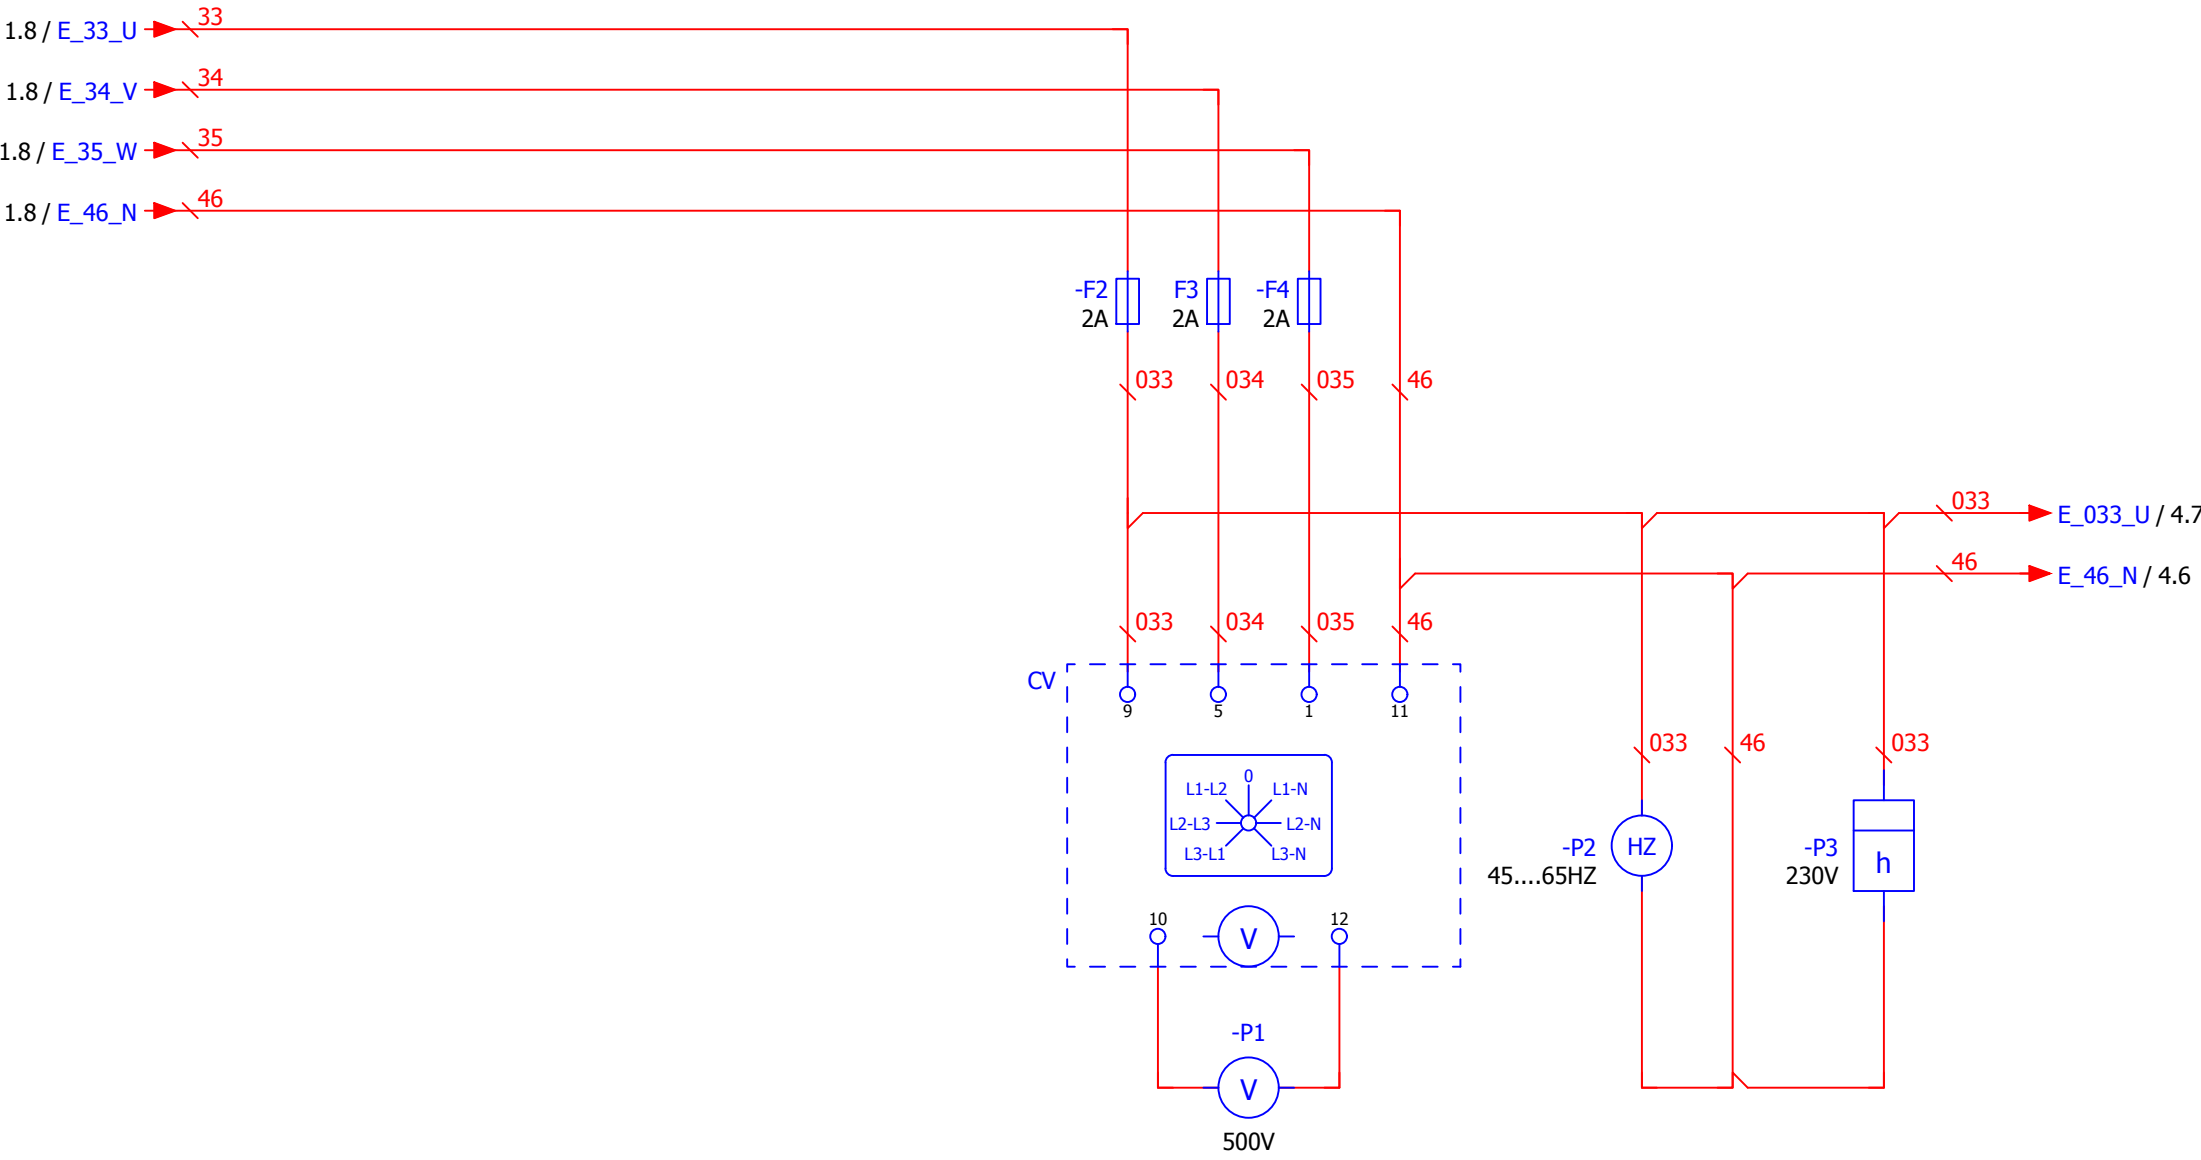 1.8 / E_33_U 33
1.8 / E_34_V 34
1.8 / E_35_W 35
1.8 / E_46_N 46
-F2 F3 -F4
2A 2A 2A
033 034 035 46
033 E_033_U / 4.7
46 E_46_N / 4.6
033 034 035 46
CV
9 5 1 11
033 46 033
0
L1-L2 L1-N
L2-L3 L2-N
L3-L1 L3-N
-P2 HZ -P3 h
45....65HZ 230V
10 V 12
-P1
V
500V